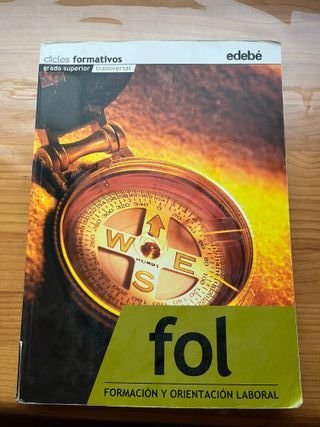 ciclos formativos
grado superior transversal
edebé
W
E
S
fol
FORMACIÓN Y ORIENTACIÓN LABORAL